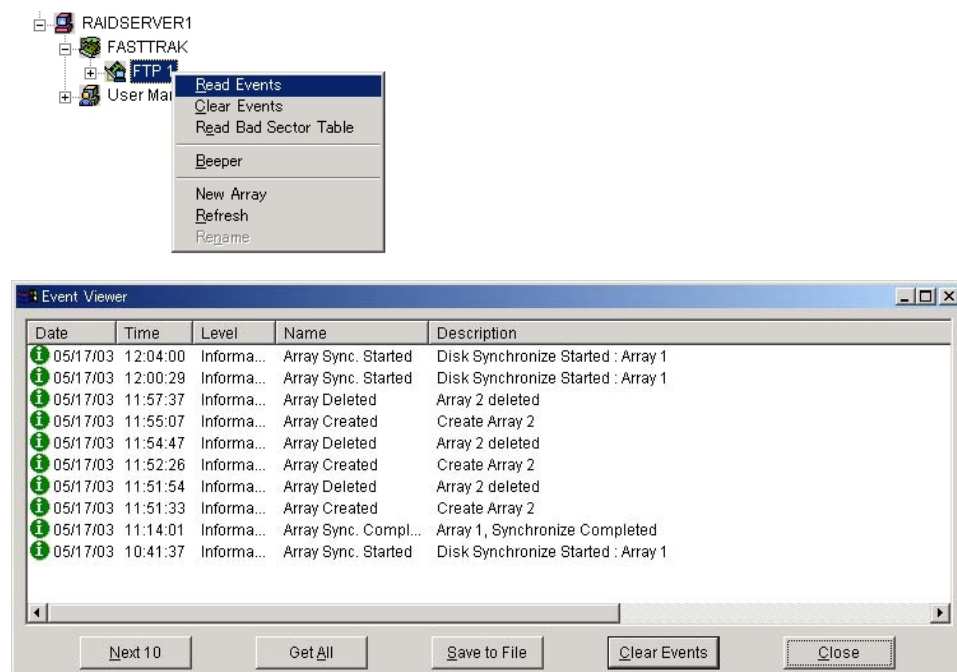 RAIDSERVER1
FASTTRAK
FTP 1
User Mar
Read Events
Clear Events
Read Bad Sector Table
Beeper
New Array
Refresh
Rename
Event Viewer
Date Time Level Name Description
05/17/03 12:04:00 Informa... Array Sync. Started Disk Synchronize Started : Array 1
05/17/03 12:00:29 Informa... Array Sync. Started Disk Synchronize Started : Array 1
05/17/03 11:57:37 Informa... Array Deleted Array 2 deleted
05/17/03 11:55:07 Informa... Array Created Create Array 2
05/17/03 11:54:47 Informa... Array Deleted Array 2 deleted
05/17/03 11:52:26 Informa... Array Created Create Array 2
05/17/03 11:51:54 Informa... Array Deleted Array 2 deleted
05/17/03 11:51:33 Informa... Array Created Create Array 2
05/17/03 11:14:01 Informa... Array Sync. Compl... Array 1, Synchronize Completed
05/17/03 10:41:37 Informa... Array Sync. Started Disk Synchronize Started : Array 1
Next 10 Get All Save to File Clear Events Close